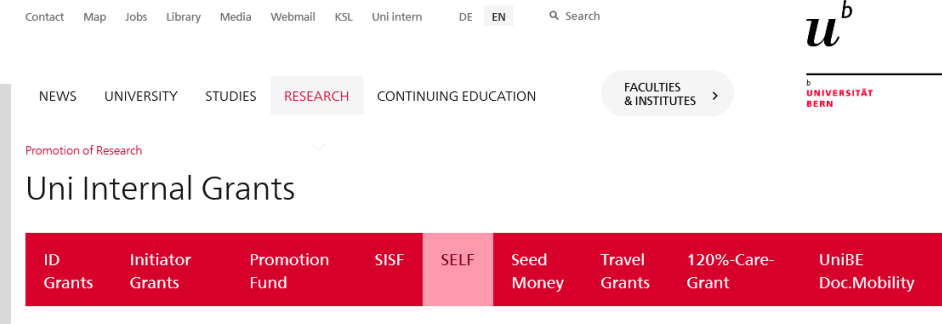 Contact Map Jobs Library Media Webmail KSL Uni intern DE EN Search
ub
NEWS UNIVERSITY STUDIES RESEARCH CONTINUING EDUCATION
FACULTIES
& INSTITUTES
b
UNIVERSITÄT
BERN
Promotion of Research
Uni Internal Grants
ID
Grants
Initiator
Grants
Promotion
Fund
SISF
SELF
Seed
Money
Travel
Grants
120%-Care-
Grant
UniBE
Doc.Mobility